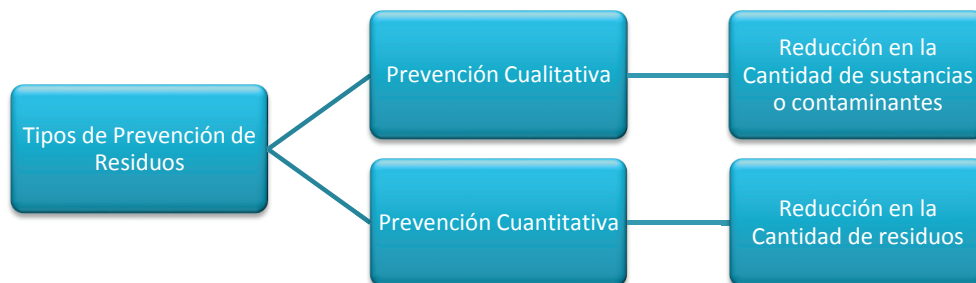 Tipos de Prevención de
Residuos
Prevención Cualitativa
Reducción en la
Cantidad de sustancias
o contaminantes
Prevención Cuantitativa
Reducción en la
Cantidad de residuos